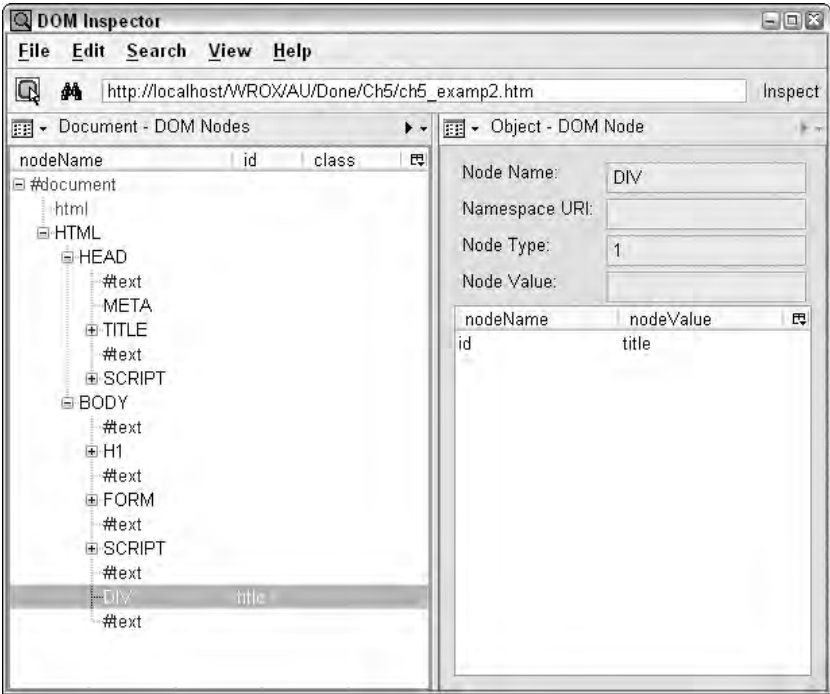 DOM Inspector
File Edit Search View Help
http://localhost/WROX/AU/Done/Ch5/ch5_examp2.htm Inspect
Document - DOM Nodes
nodeName id class
#document
html
HTML
HEAD
#text
META
TITLE
#text
SCRIPT
BODY
#text
H1
#text
FORM
#text
SCRIPT
#text
DIV title
#text
Object - DOM Node
Node Name: DIV
Namespace URI:
Node Type: 1
Node Value:
nodeName nodeValue
id title